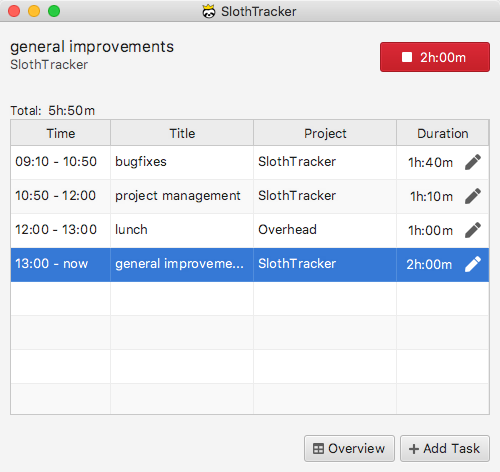 SlothTracker
general improvements
SlothTracker
2h:00m
Total: 5h:50m
Time Title Project Duration
09:10 - 10:50 bugfixes SlothTracker 1h:40m
10:50 - 12:00 project management SlothTracker 1h:10m
12:00 - 13:00 lunch Overhead 1h:00m
13:00 - now general improveme... SlothTracker 2h:00m
Overview Add Task